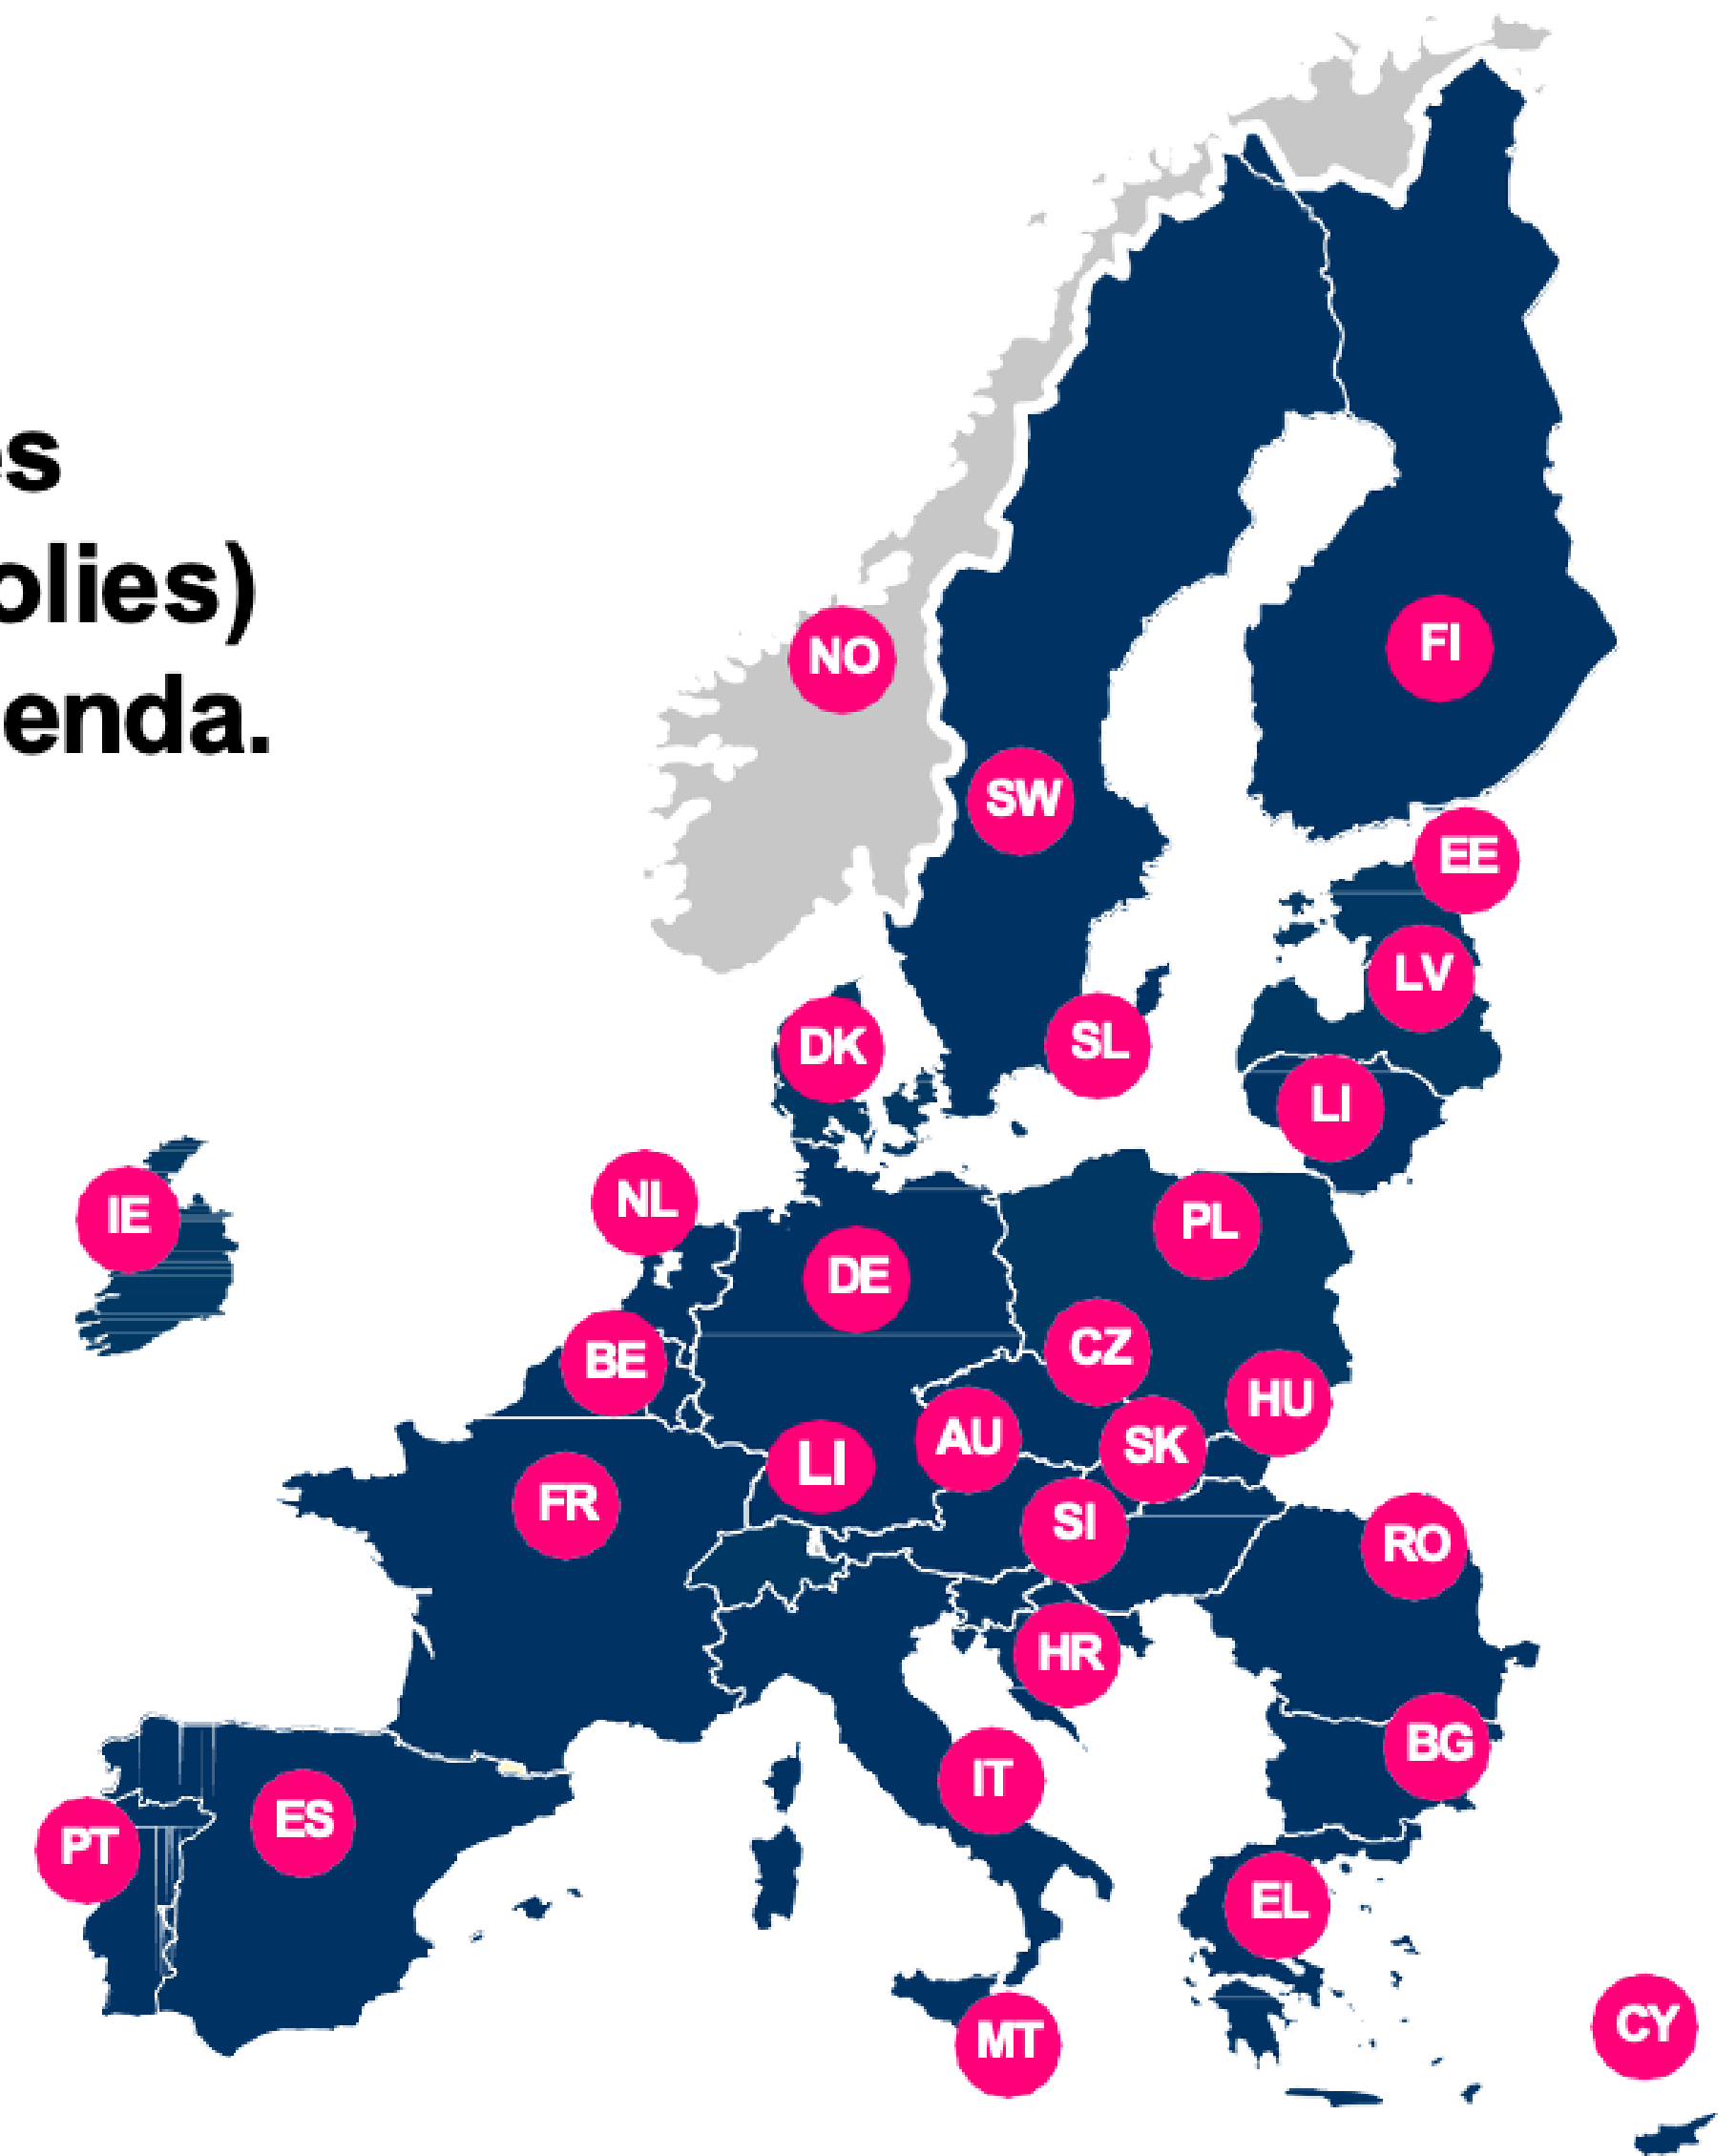 es
olies)
enda.
NO
FI
SW
EE
LV
DK
SL
LI
IE
NL
PL
DE
BE
CZ
HU
AU
SK
LI
FR
SI
RO
HR
BG
IT
ES
PT
EL
CY
MT